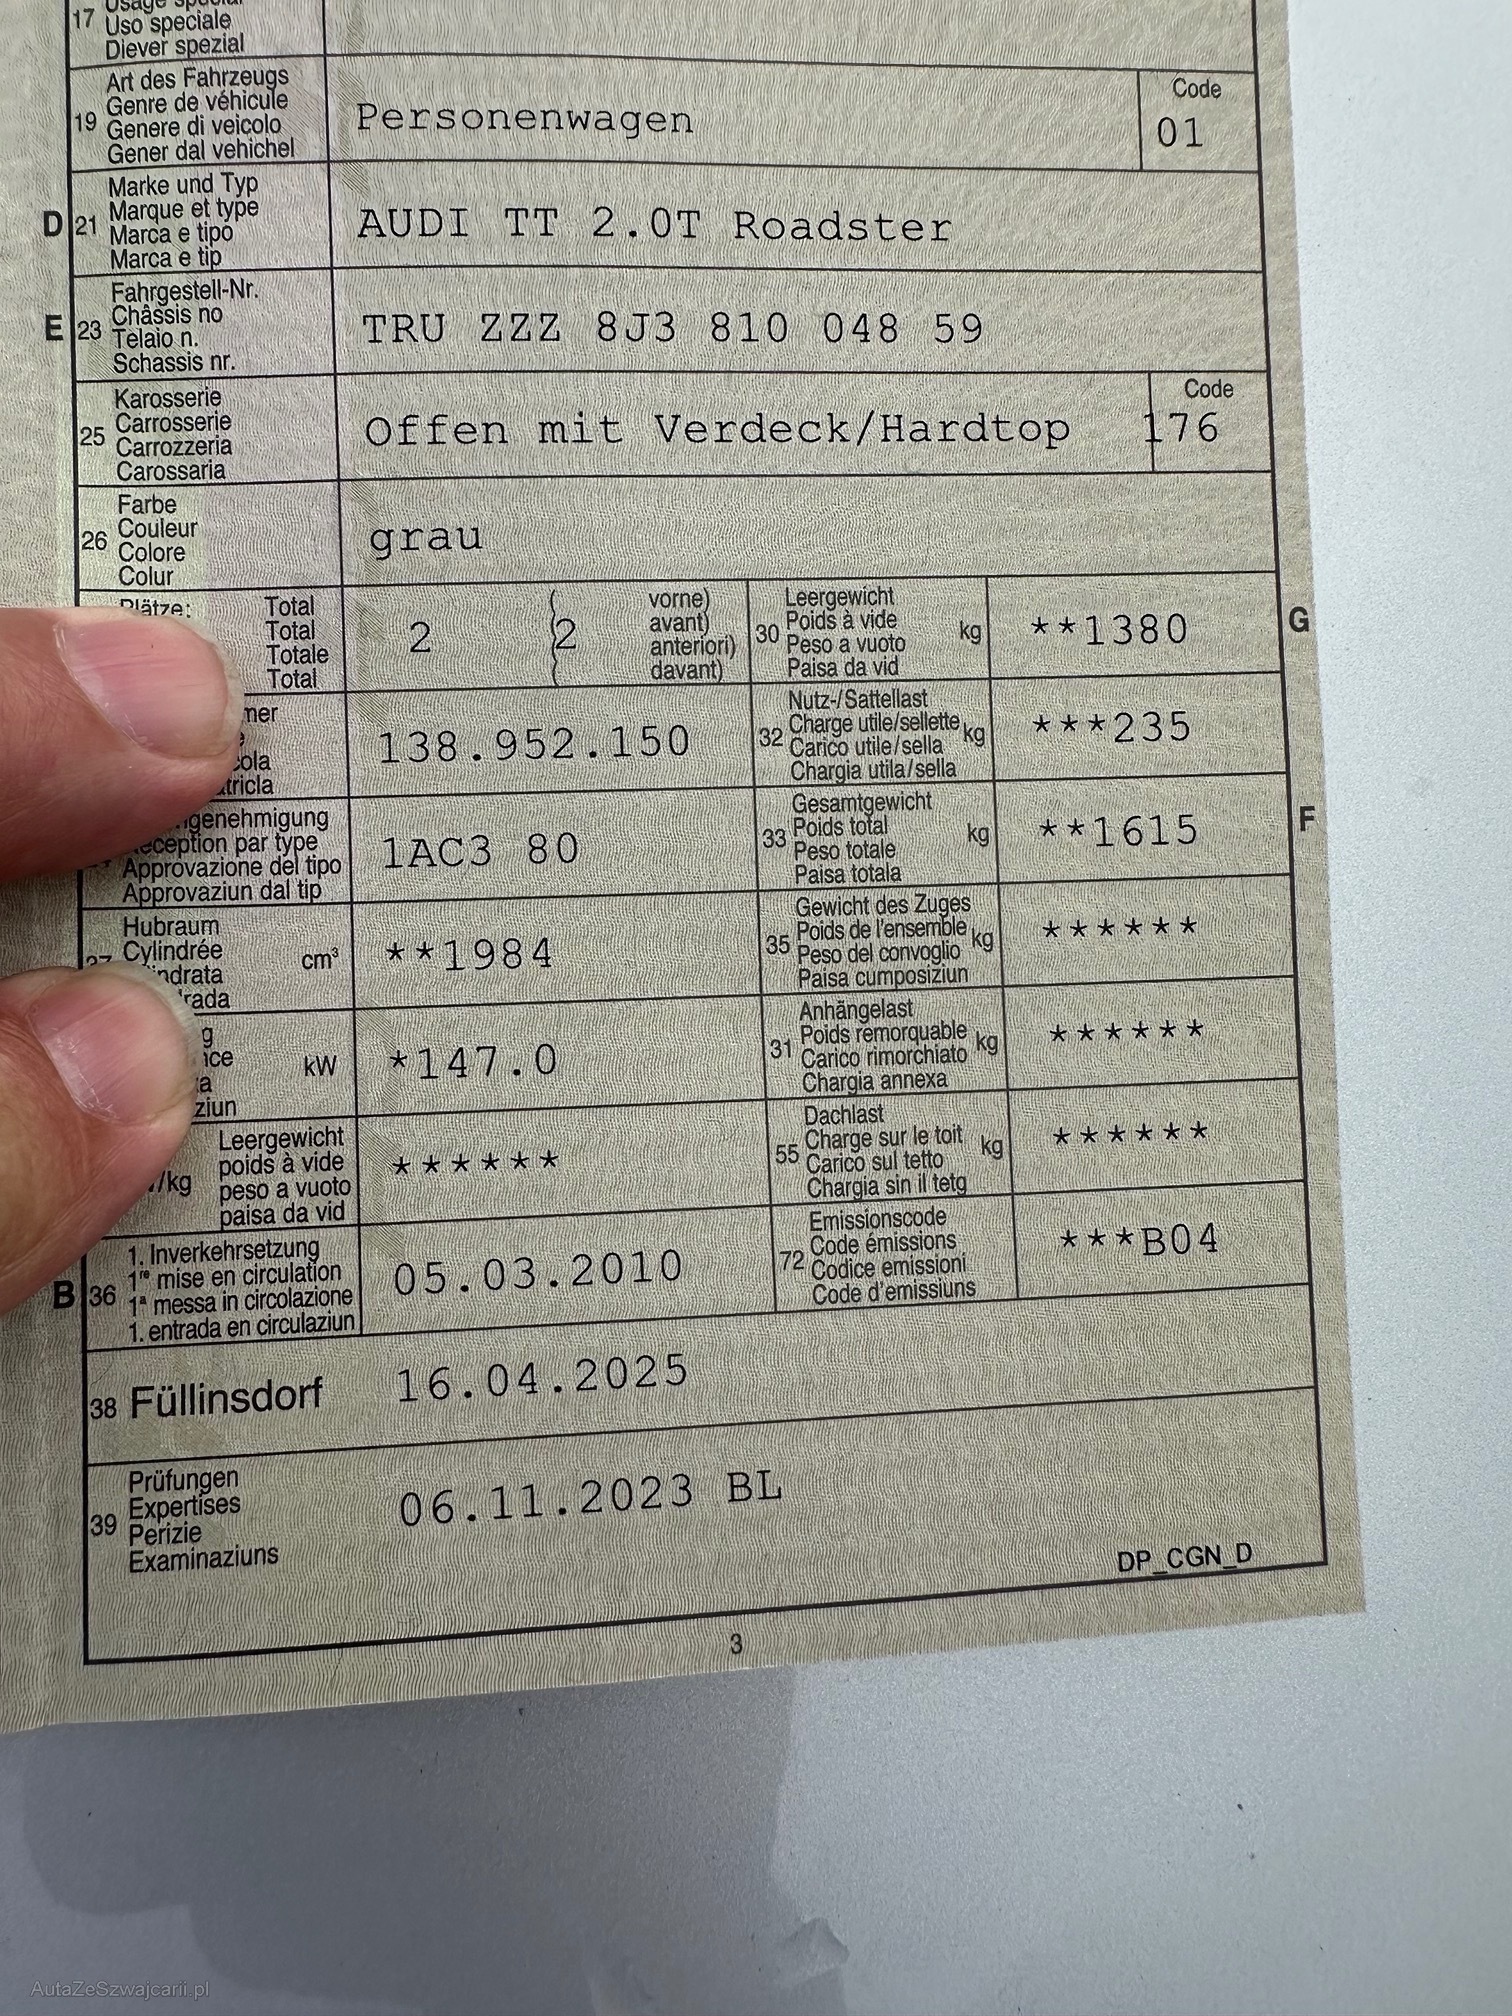 17
Uso speciale
Diever spezial
19
Art des Fahrzeugs
Genre de véhicule
Genere di veicolo
Gener dal vehichel
Personenwagen
Code
01
D
21
Marke und Typ
Marque et type
Marca e tipo
Marca e tip
AUDI TT 2.0T Roadster
E
23
Fahrgestell-Nr.
Châssis no
Telaio n.
Schassis nr.
TRU ZZZ 8J3 810 048 59
25
Karosserie
Carrosserie
Carrozzeria
Carossaria
Offen mit Verdeck/Hardtop
Code
176
26
Farbe
Couleur
Colore
Colur
grau
Plätze:
Total
Total
Totale
Total
2
2
vorne)
avant)
anteriori)
davant)
30
Leergewicht
Poids à vide
Peso a vuoto
Paisa da vid
kg
**1380
G
138.952.150
32
Nutz-/Sattellast
Charge utile/sellette
Carico utile/sella
Chargia utila/sella
kg
***235
genehmigung
par type
Approvazione del tipo
Approvaziun dal tip
1AC3 80
33
Gesamtgewicht
Poids total
Peso totale
Paisa totala
kg
**1615
F
Hubraum
Cylindrée
cm³
**1984
35
Gewicht des Zuges
Poids de l'ensemble
Peso del convoglio
Paisa cumposiziun
kg
******
kW
*147.0
31
Anhängelast
Poids remorquable
Carico rimorchiato
Chargia annexa
kg
******
/kg
Leergewicht
poids à vide
peso a vuoto
paisa da vid
******
55
Dachlast
Charge sur le toit
Carico sul tetto
Chargia sin il tetg
kg
******
B
36
1. Inverkehrsetzung
1re mise en circulation
1a messa in circolazione
1. entrada en circulaziun
05.03.2010
72
Emissionscode
Code émissions
Codice emissioni
Code d'emissiuns
***B04
38
Füllinsdorf
16.04.2025
39
Prüfungen
Expertises
Perizie
Examinaziuns
06.11.2023 BL
DP_CGN_D
3
AutaZeSzwajcarii.pl